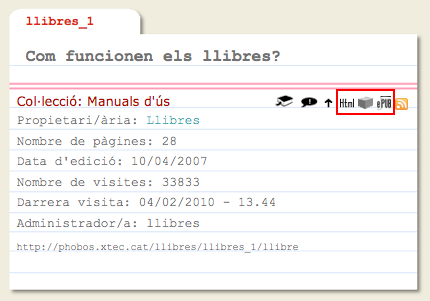 llibres_1
Com funcionen els llibres?
Col·lecció: Manuals d'ús Html ePUB
Propietari/ària: Llibres
Nombre de pàgines: 28
Data d'edició: 10/04/2007
Nombre de visites: 33833
Darrera visita: 04/02/2010 - 13.44
Administrador/a: llibres
http://phobos.xtec.cat/llibres/llibres_1/llibre